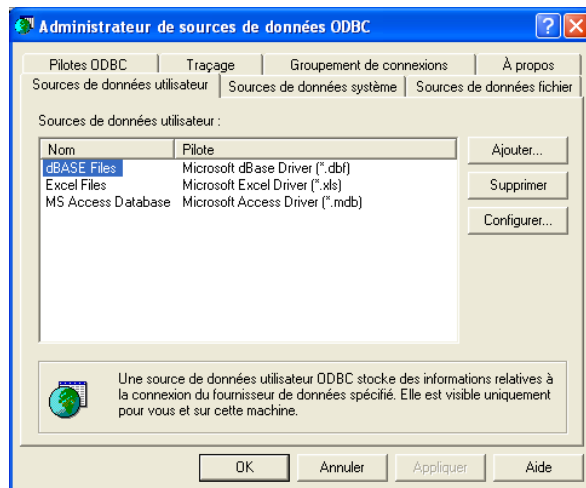 Administrateur de sources de données ODBC
Pilotes ODBC Traçage Groupement de connexions À propos
Sources de données utilisateur Sources de données système Sources de données fichier
Sources de données utilisateur :
Nom Pilote Ajouter...
dBASE Files Microsoft dBase Driver (*.dbf)
Excel Files Microsoft Excel Driver (*.xls) Supprimer
MS Access Database Microsoft Access Driver (*.mdb)
Configurer...
Une source de données utilisateur ODBC stocke des informations relatives à
la connexion du fournisseur de données spécifié. Elle est visible uniquement
pour vous et sur cette machine.
OK Annuler Appliquer Aide